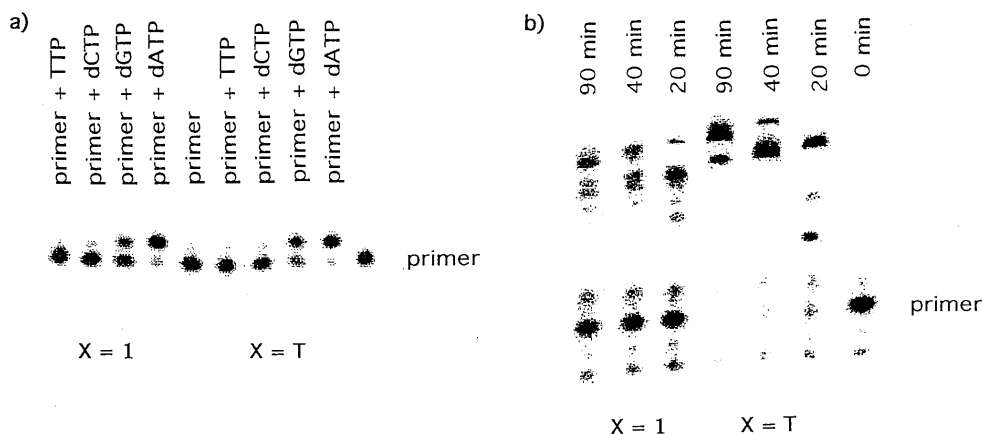 a)
primer + TTP
primer + dCTP
primer + dGTP
primer + dATP
primer
primer + TTP
primer + dCTP
primer + dGTP
primer + dATP
primer
X = 1
X = T
b)
90 min
40 min
20 min
90 min
40 min
20 min
0 min
primer
X = 1
X = T